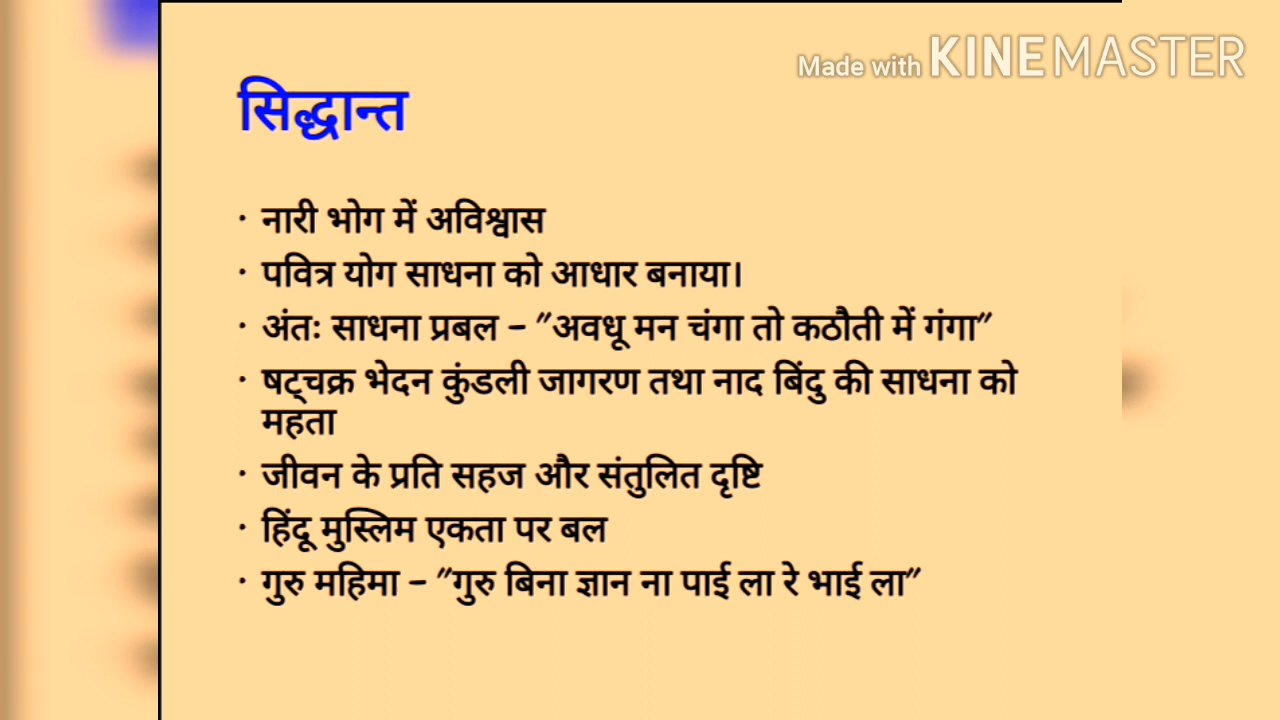 Made with KINEMASTER
सिद्धान्त
· नारी भोग में अविश्वास
· पवित्र योग साधना को आधार बनाया।
· अंतः साधना प्रबल – "अवधू मन चंगा तो कठौती में गंगा"
· षट्चक्र भेदन कुंडली जागरण तथा नाद बिंदु की साधना को
महता
· जीवन के प्रति सहज और संतुलित दृष्टि
· हिंदू मुस्लिम एकता पर बल
· गुरु महिमा – "गुरु बिना ज्ञान ना पाई ला रे भाई ला"